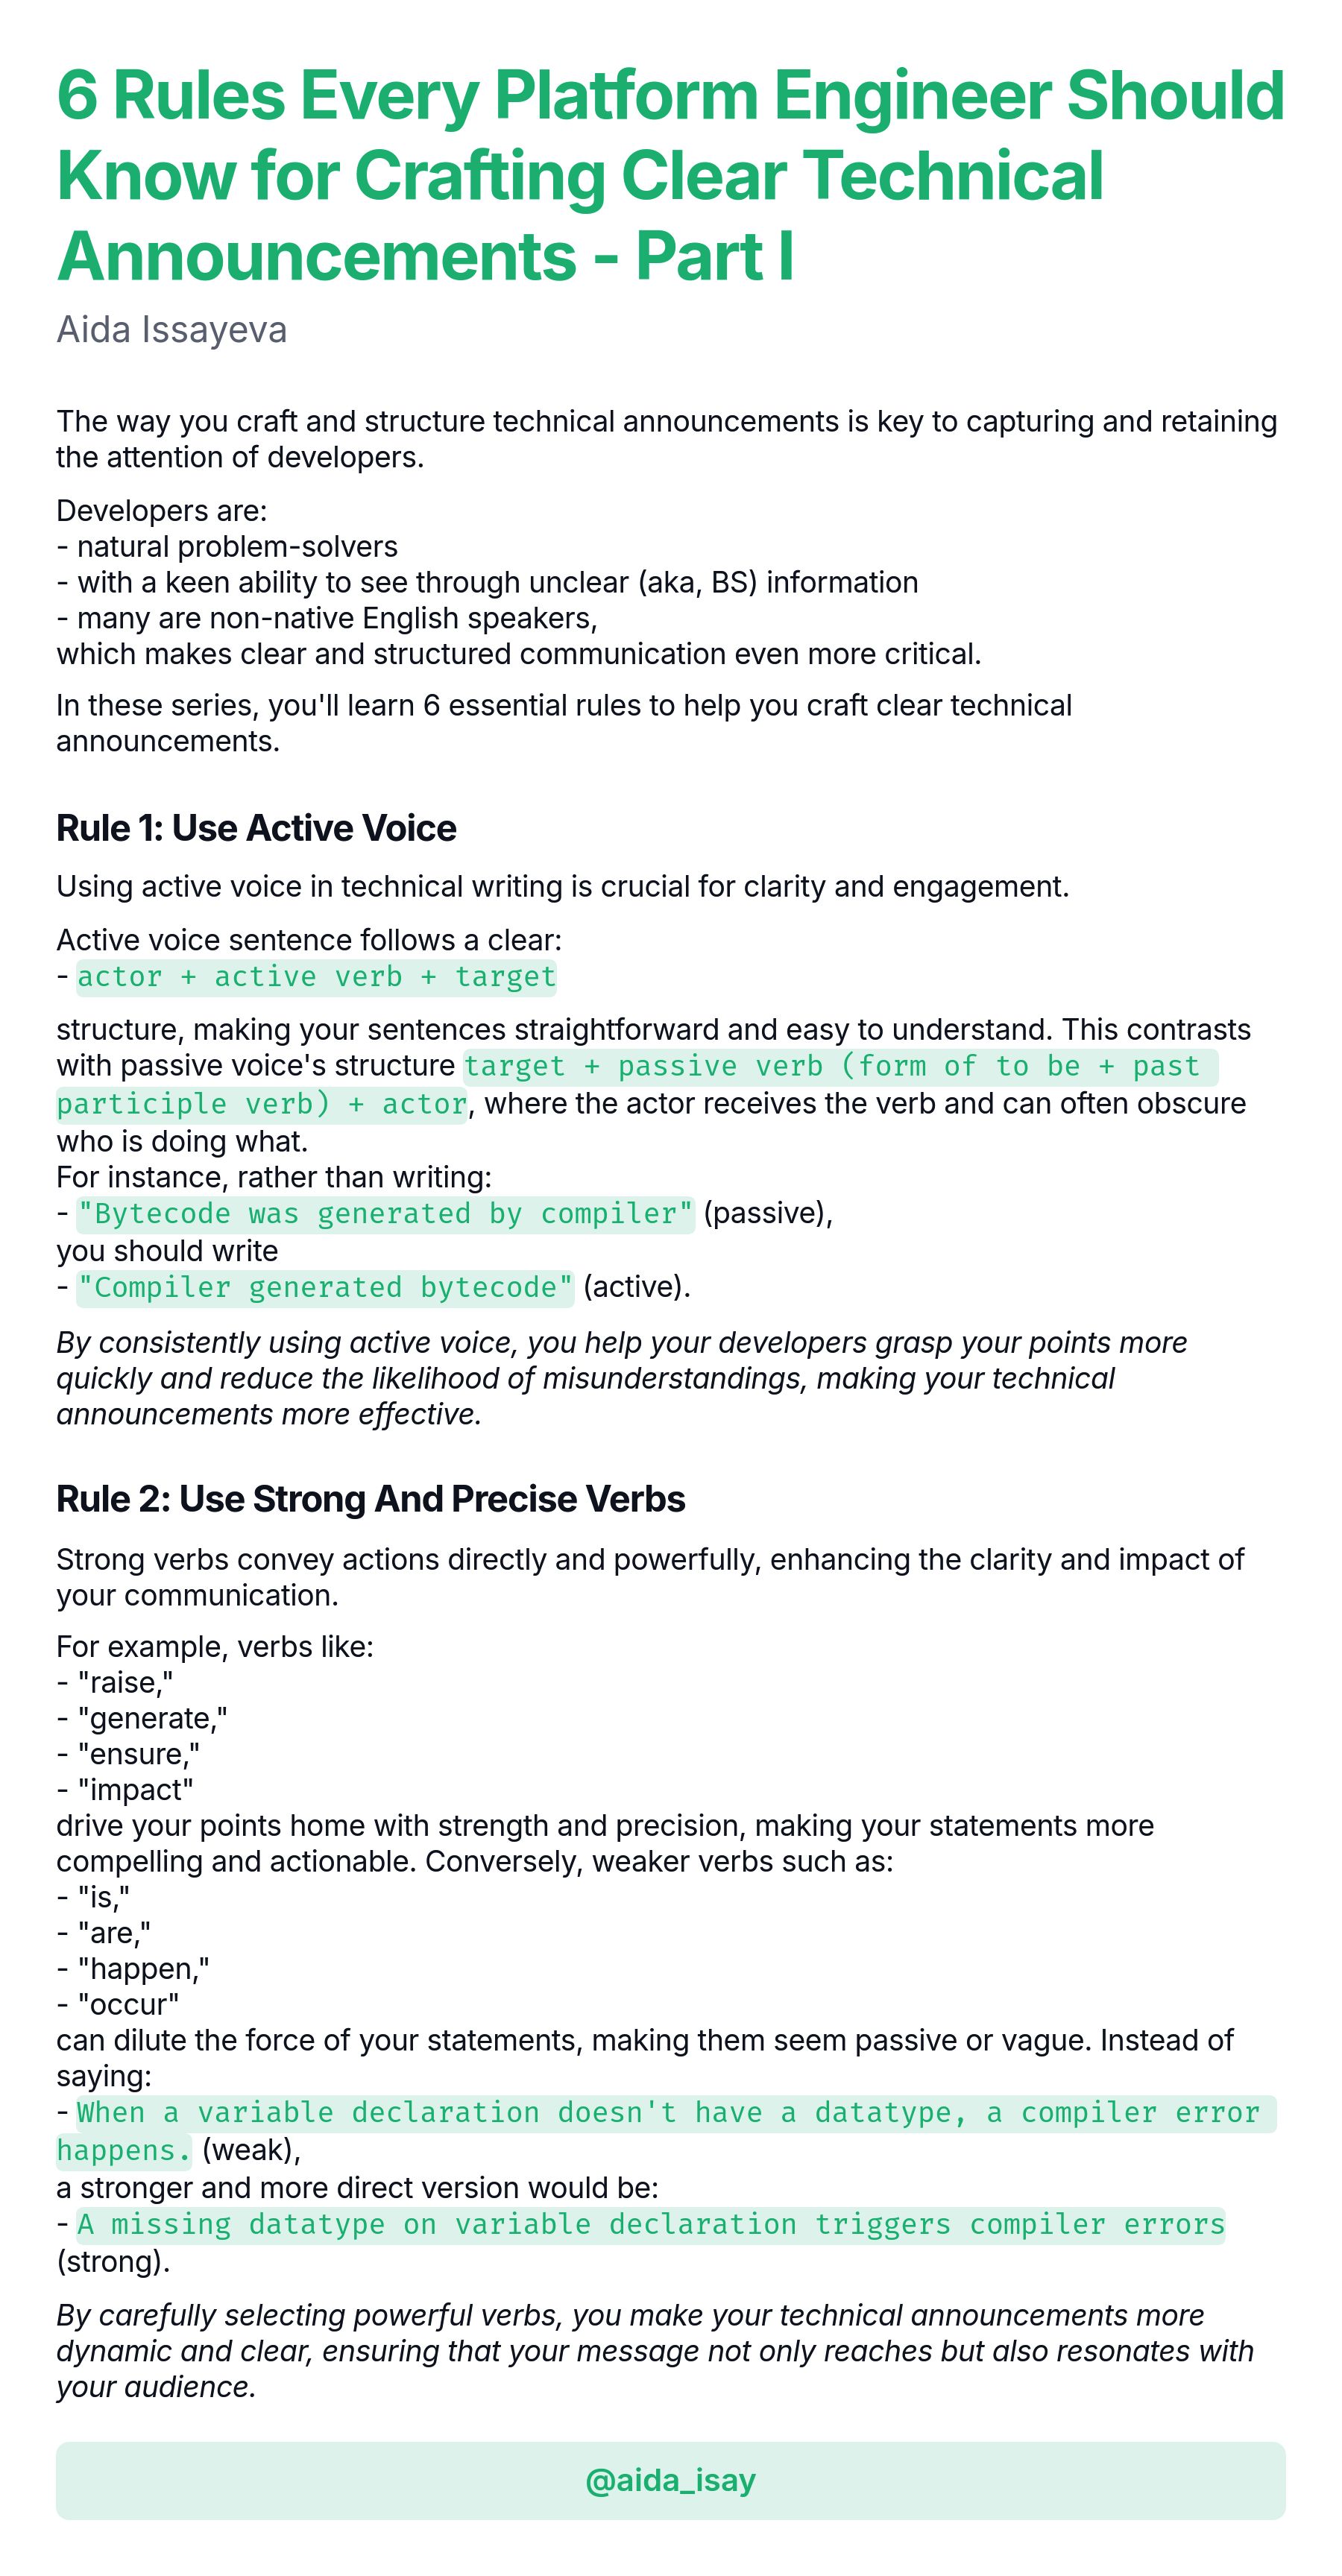 6 Rules Every Platform Engineer Should
Know for Crafting Clear Technical
Announcements - Part I
Aida Issayeva
The way you craft and structure technical announcements is key to capturing and retaining
the attention of developers.
Developers are:
- natural problem-solvers
- with a keen ability to see through unclear (aka, BS) information
- many are non-native English speakers,
which makes clear and structured communication even more critical.
In these series, you'll learn 6 essential rules to help you craft clear technical
announcements.
Rule 1: Use Active Voice
Using active voice in technical writing is crucial for clarity and engagement.
Active voice sentence follows a clear:
- actor + active verb + target
structure, making your sentences straightforward and easy to understand. This contrasts
with passive voice's structure target + passive verb (form of to be + past
participle verb) + actor, where the actor receives the verb and can often obscure
who is doing what.
For instance, rather than writing:
- "Bytecode was generated by compiler" (passive),
you should write
- "Compiler generated bytecode" (active).
By consistently using active voice, you help your developers grasp your points more
quickly and reduce the likelihood of misunderstandings, making your technical
announcements more effective.
Rule 2: Use Strong And Precise Verbs
Strong verbs convey actions directly and powerfully, enhancing the clarity and impact of
your communication.
For example, verbs like:
- "raise,"
- "generate,"
- "ensure,"
- "impact"
drive your points home with strength and precision, making your statements more
compelling and actionable. Conversely, weaker verbs such as:
- "is,"
- "are,"
- "happen,"
- "occur"
can dilute the force of your statements, making them seem passive or vague. Instead of
saying:
- When a variable declaration doesn't have a datatype, a compiler error
happens. (weak),
a stronger and more direct version would be:
- A missing datatype on variable declaration triggers compiler errors
(strong).
By carefully selecting powerful verbs, you make your technical announcements more
dynamic and clear, ensuring that your message not only reaches but also resonates with
your audience.
@aida_isay